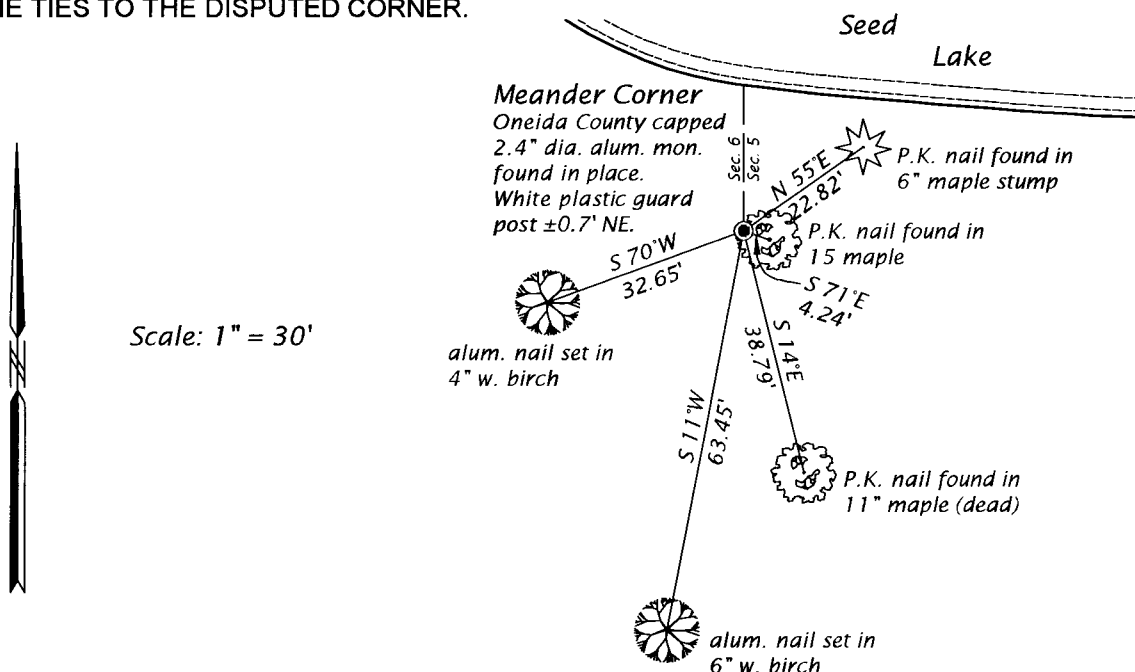 IE TIES TO THE DISPUTED CORNER.
Seed
Lake
Meander Corner
Oneida County capped
2.4" dia. alum. mon.
found in place.
White plastic guard
post ±0.7' NE.
Sec. 6
Sec. 5
N 55°E
22.82'
P.K. nail found in
6" maple stump
P.K. nail found in
15 maple
S 71°E
4.24'
S 70°W
32.65'
Scale: 1" = 30'
alum. nail set in
4" w. birch
S 14°E
38.79'
S 11°W
63.45'
P.K. nail found in
11" maple (dead)
alum. nail set in
6" w. birch